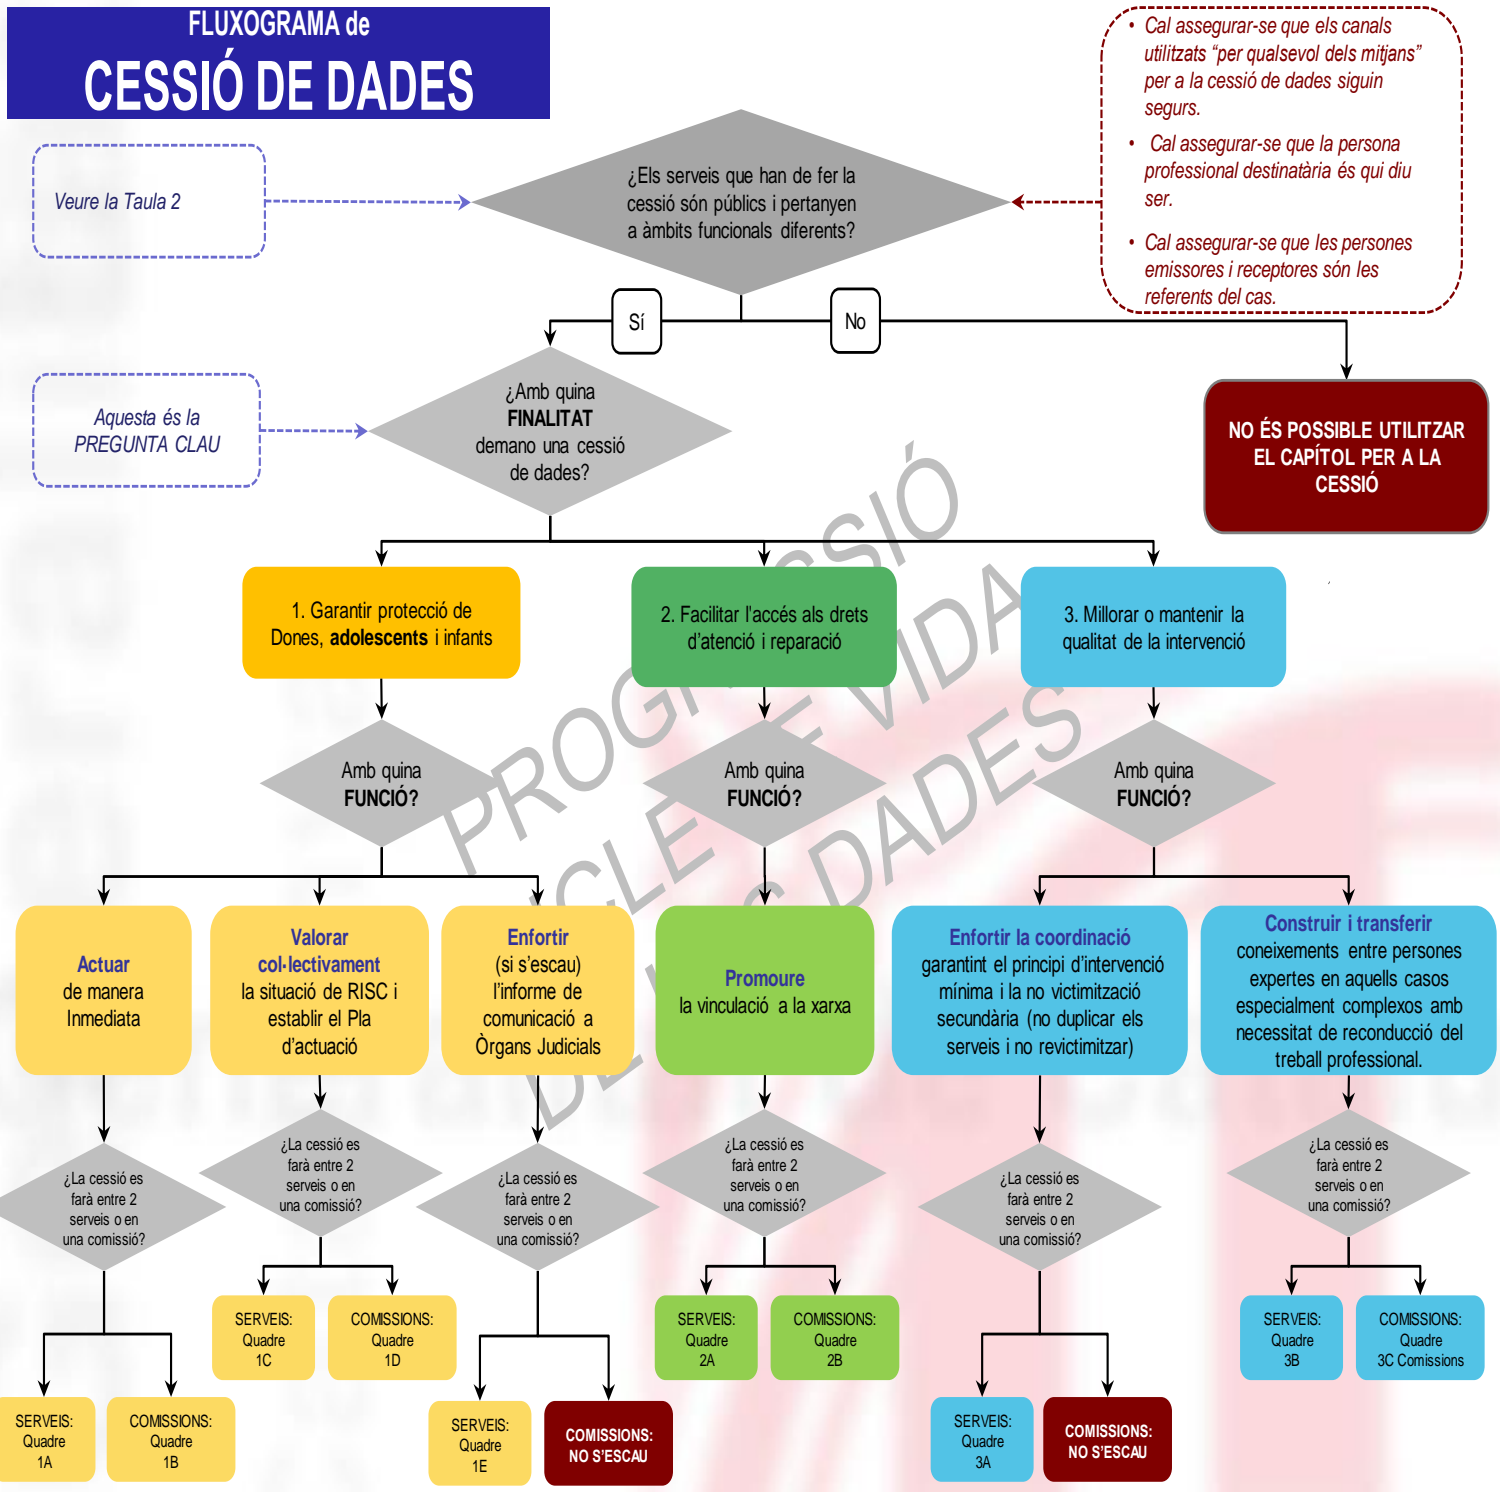 FLUXOGRAMA de
CESSIÓ DE DADES
• Cal assegurar-se que els canals
utilitzats “per qualsevol dels mitjans”
per a la cessió de dades siguin
segurs.
• Cal assegurar-se que la persona
professional destinatària és qui diu
ser.
• Cal assegurar-se que les persones
emissores i receptores són les
referents del cas.
Veure la Taula 2
¿Els serveis que han de fer la
cessió són públics i pertanyen
a àmbits funcionals diferents?
Sí
No
Aquesta és la
PREGUNTA CLAU
¿Amb quina
FINALITAT
demano una cessió
de dades?
NO ÉS POSSIBLE UTILITZAR
EL CAPÍTOL PER A LA
CESSIÓ
1. Garantir protecció de
Dones, adolescents i infants
2. Facilitar l'accés als drets
d’atenció i reparació
3. Millorar o mantenir la
qualitat de la intervenció
Amb quina
FUNCIÓ?
Amb quina
FUNCIÓ?
Amb quina
FUNCIÓ?
Actuar
de manera
Inmediata
Valorar
col·lectivament
la situació de RISC i
establir el Pla
d’actuació
Enfortir
(si s’escau)
l’informe de
comunicació a
Òrgans Judicials
Promoure
la vinculació a la xarxa
Enfortir la coordinació
garantint el principi d’intervenció
mínima i la no victimització
secundària (no duplicar els
serveis i no revictimitzar)
Construir i transferir
coneixements entre persones
expertes en aquells casos
especialment complexos amb
necessitat de reconducció del
treball professional.
¿La cessió es
farà entre 2
serveis o en
una comissió?
¿La cessió es
farà entre 2
serveis o en
una comissió?
¿La cessió es
farà entre 2
serveis o en
una comissió?
¿La cessió es
farà entre 2
serveis o en
una comissió?
¿La cessió es
farà entre 2
serveis o en
una comissió?
¿La cessió es
farà entre 2
serveis o en
una comissió?
SERVEIS:
Quadre
1A
COMISSIONS:
Quadre
1B
SERVEIS:
Quadre
1C
COMISSIONS:
Quadre
1D
SERVEIS:
Quadre
1E
COMISSIONS:
NO S’ESCAU
SERVEIS:
Quadre
2A
COMISSIONS:
Quadre
2B
SERVEIS:
Quadre
3A
COMISSIONS:
NO S’ESCAU
SERVEIS:
Quadre
3B
COMISSIONS:
Quadre
3C Comissions
VIDA
DADES